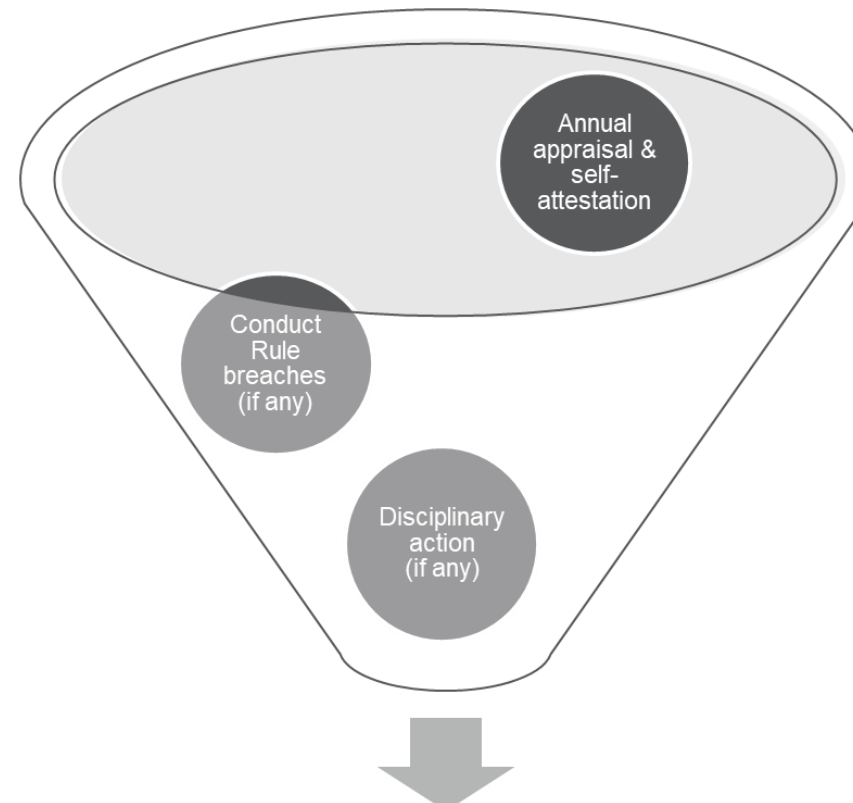 Annual
appraisal &
self-
attestation
Conduct
Rule
breaches
(if any)
Disciplinary
action
(if any)